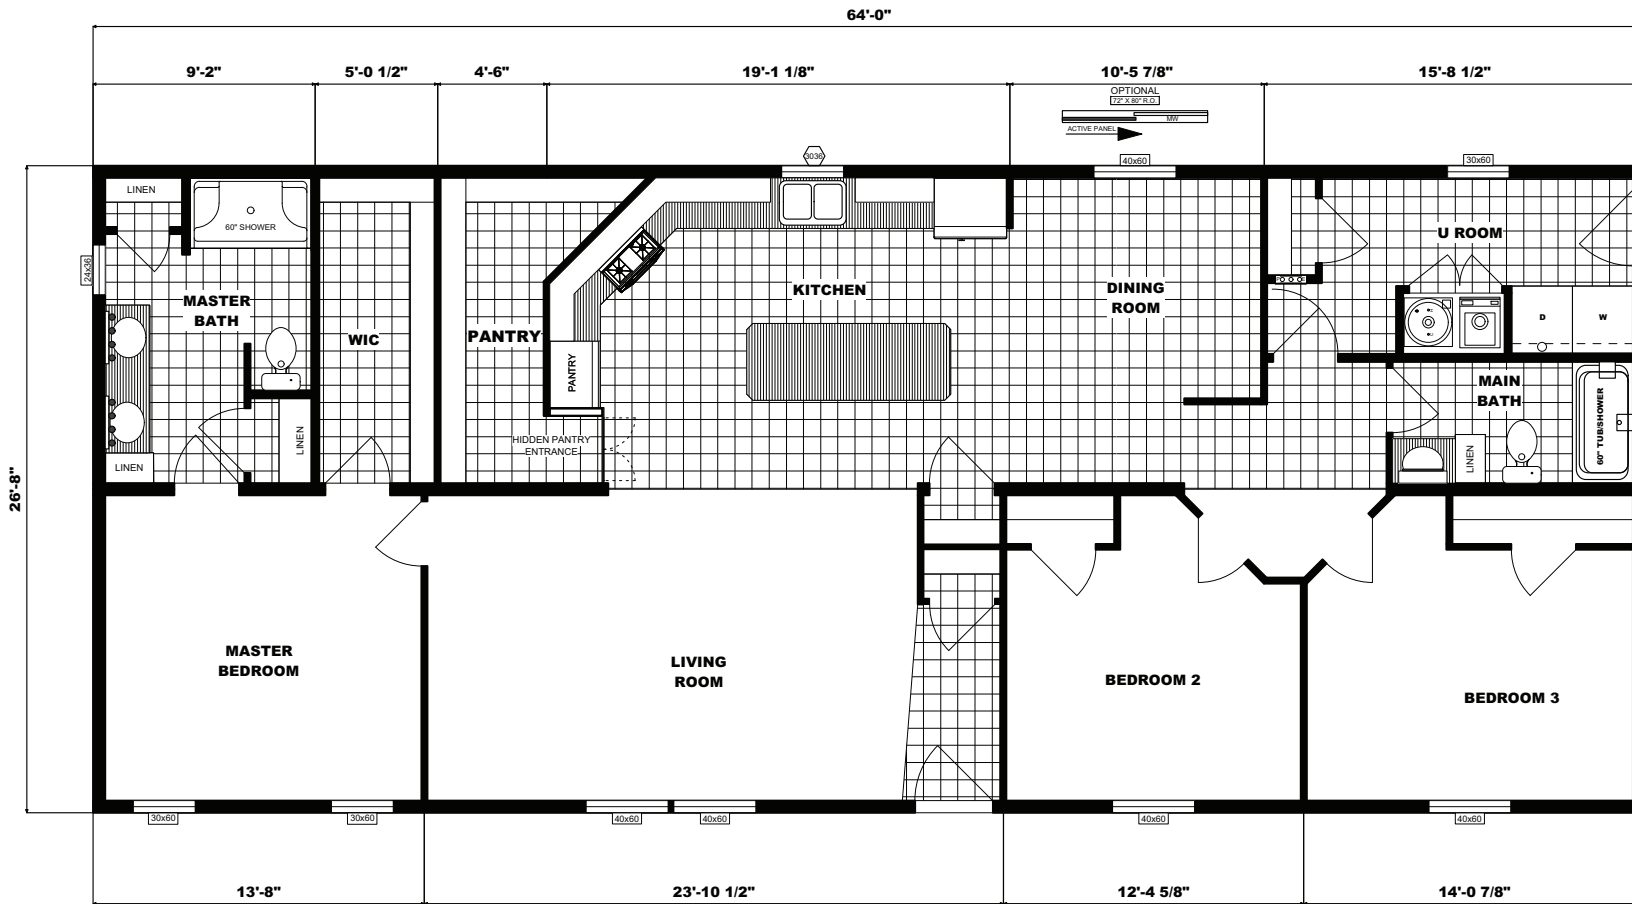 64'-0"
9'-2"
5'-0 1/2"
4'-6"
19'-1 1/8"
10'-5 7/8"
15'-8 1/2"
OPTIONAL
72" X 80" R.O.
MW
ACTIVE PANEL
3036
40x60
30x60
LINEN
60" SHOWER
24x36
MASTER
BATH
WIC
PANTRY
PANTRY
KITCHEN
DINING
ROOM
U ROOM
D
W
MAIN
BATH
60" TUB/SHOWER
LINEN
LINEN
LINEN
HIDDEN PANTRY
ENTRANCE
26'-8"
MASTER
BEDROOM
LIVING
ROOM
BEDROOM 2
BEDROOM 3
30x60
30x60
40x60
40x60
40x60
40x60
13'-8"
23'-10 1/2"
12'-4 5/8"
14'-0 7/8"